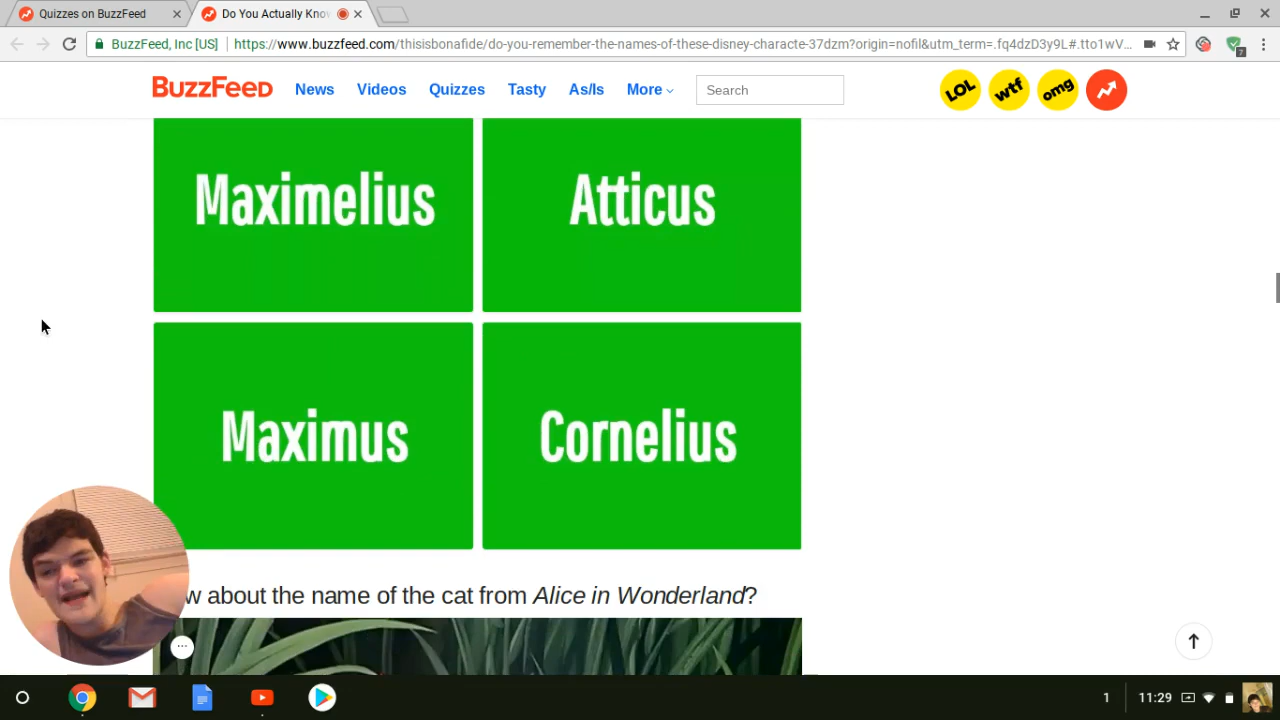 Quizzes on BuzzFeed
Do You Actually Kno
BuzzFeed, Inc [US]
https://www.buzzfeed.com/thisisbonafide/do-you-remember-the-names-of-these-disney-characte-37dzm?origin=nofil&utm_term=.fq4dzD3y9L#.tto1wV...
BuzzFeed
News
Videos
Quizzes
Tasty
As/Is
More
Search
LOL
wtf
omg
Maximelius
Atticus
Maximus
Cornelius
w about the name of the cat from Alice in Wonderland?
1
11:29
7